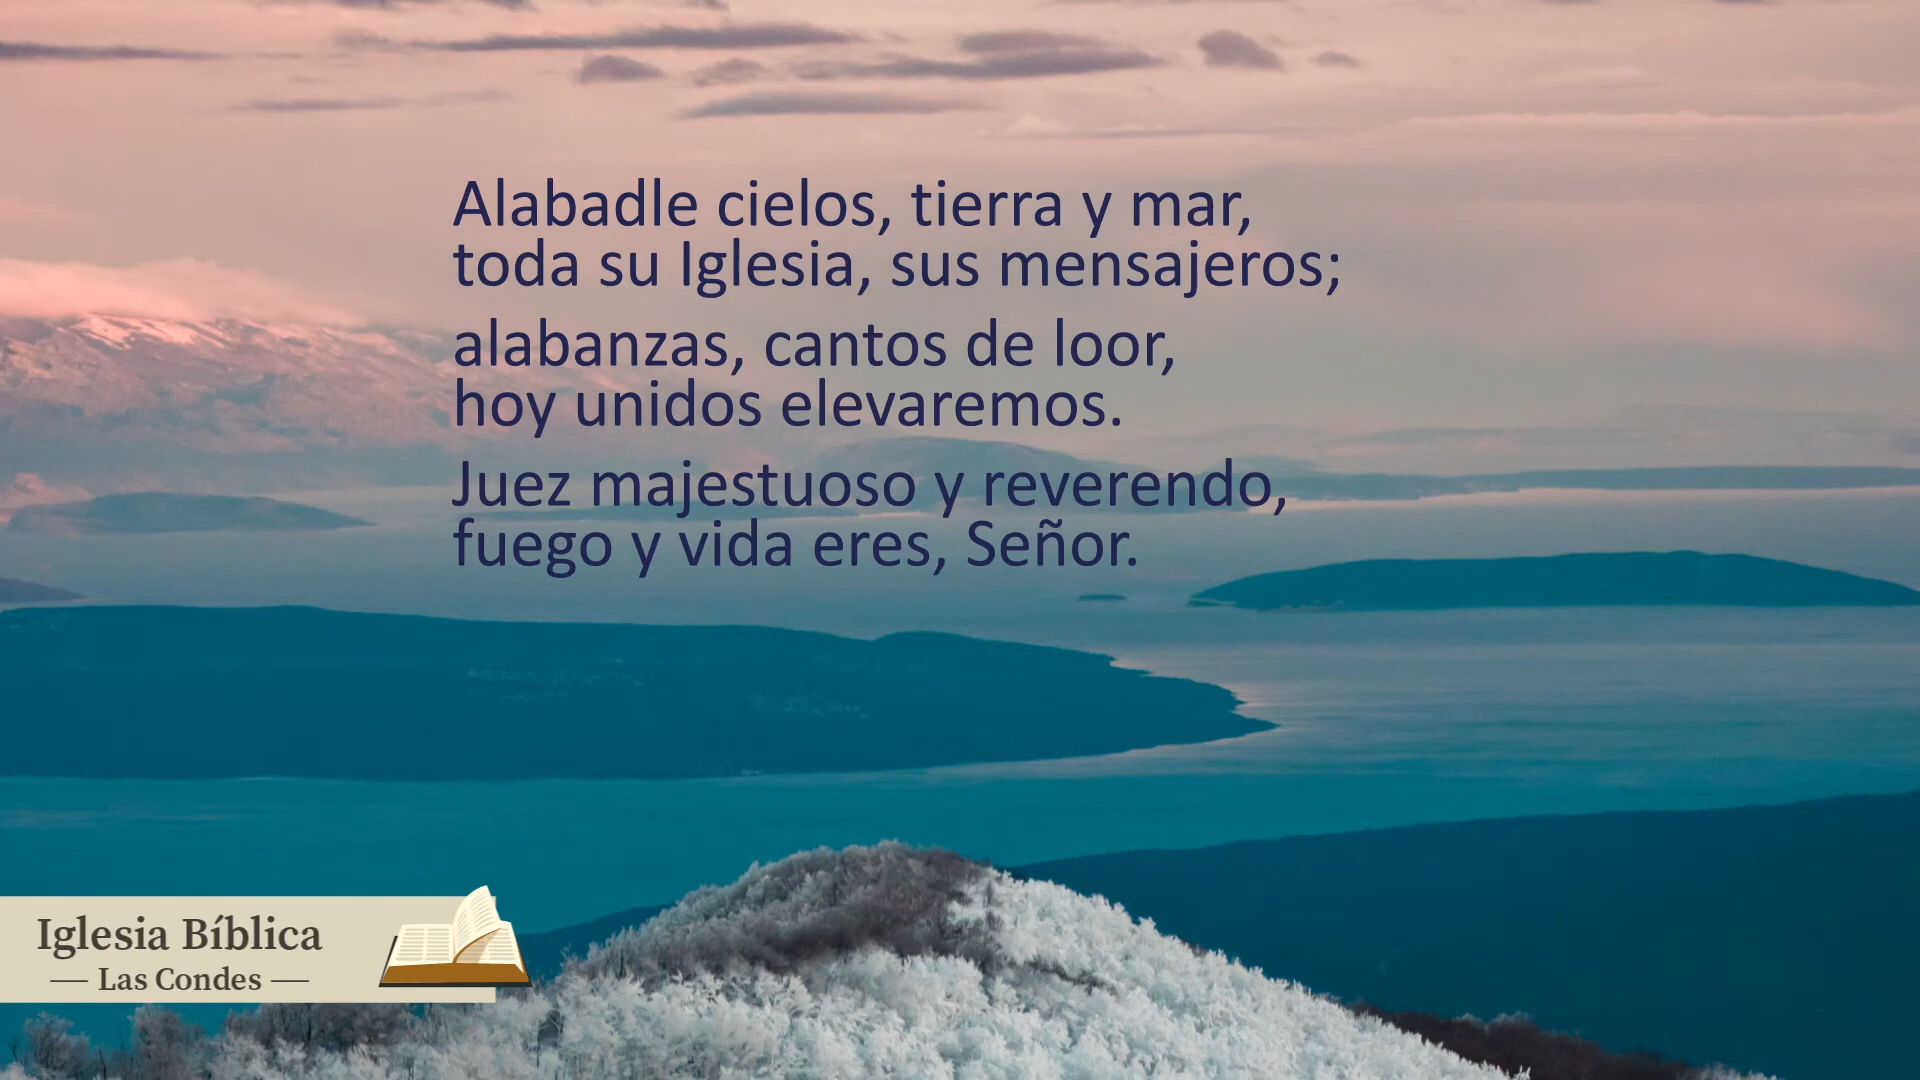 Alabadle cielos, tierra y mar,
toda su Iglesia, sus mensajeros;
alabanzas, cantos de loor,
hoy unidos elevaremos.
Juez majestuoso y reverendo,
fuego y vida eres, Señor.
Iglesia Bíblica
— Las Condes —